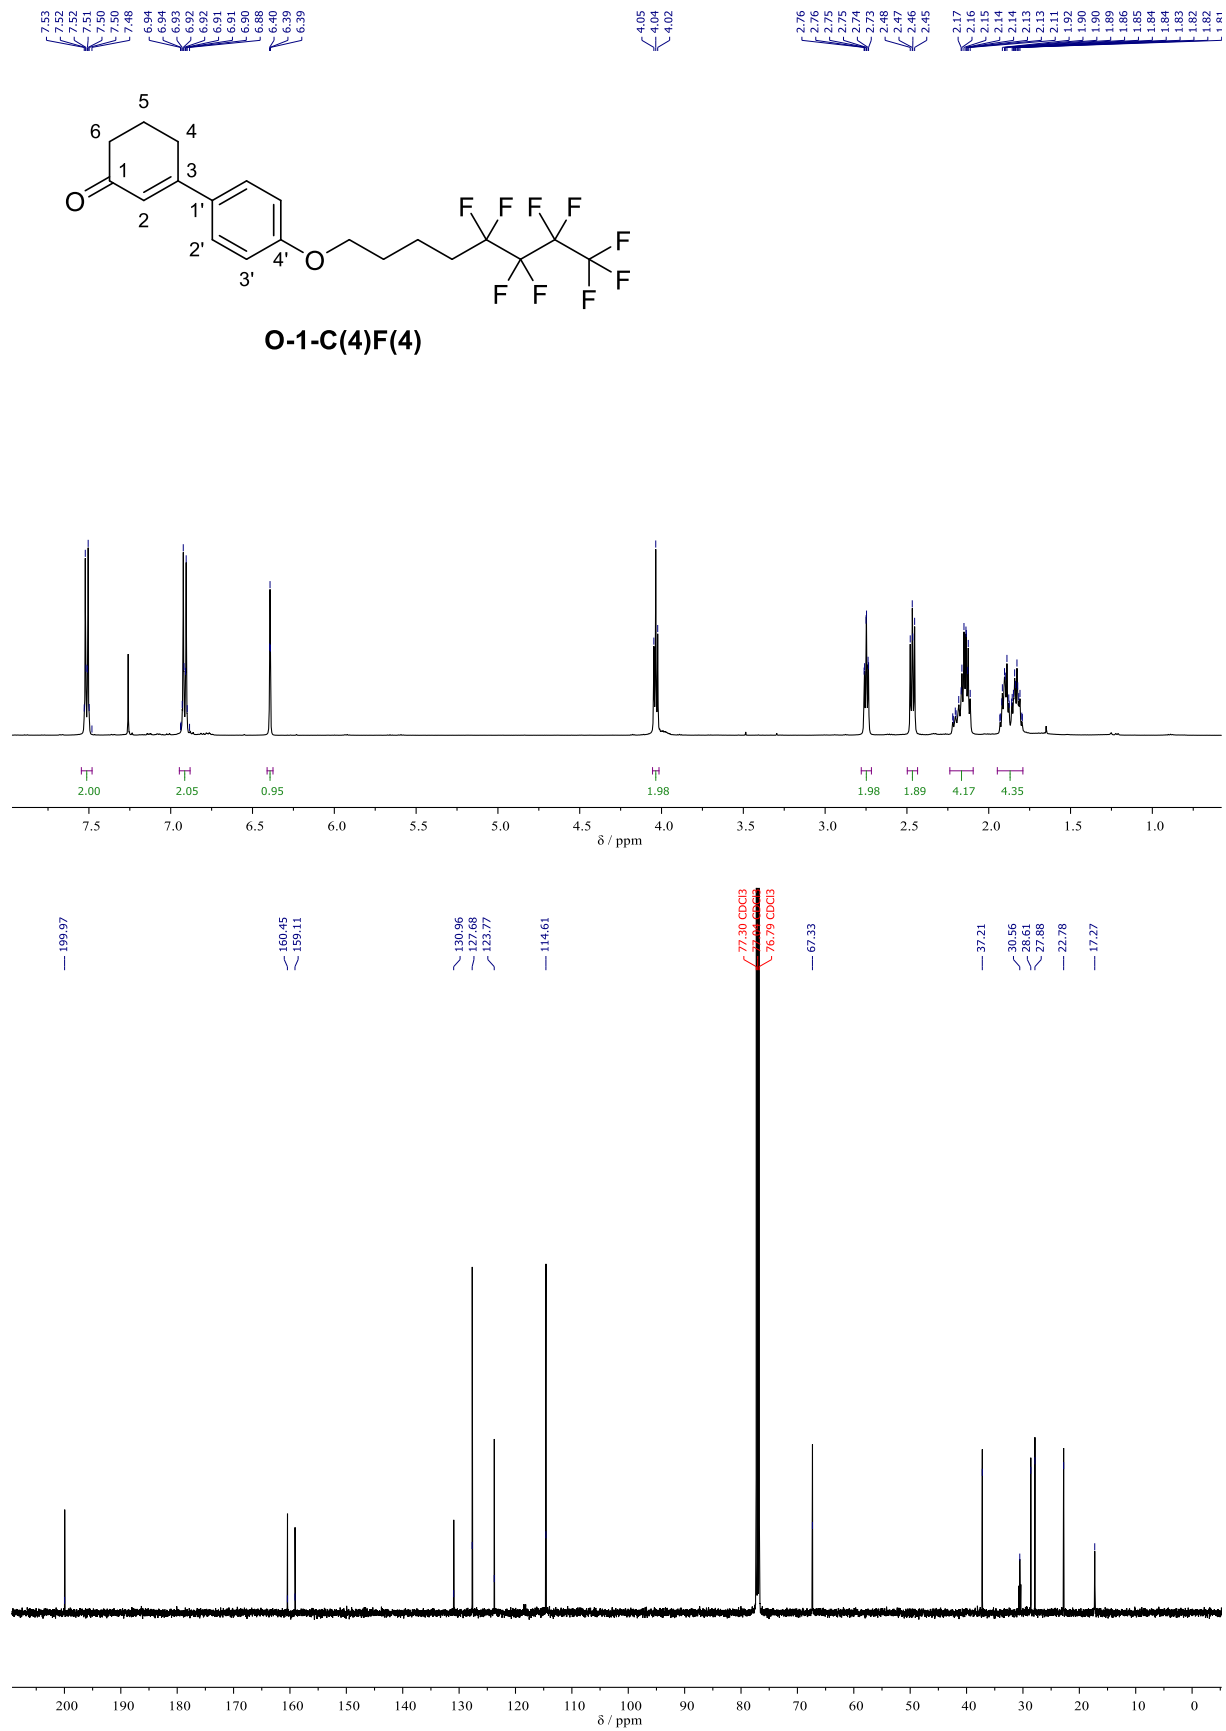 7.53 7.52 7.52 7.51 7.50 7.50 7.48 6.94 6.94 6.93 6.92 6.92 6.91 6.91 6.90 6.88 6.40 6.39 6.39 4.05 4.04 4.02 2.76 2.76 2.75 2.75 2.74 2.73 2.48 2.47 2.46 2.45 2.17 2.16 2.15 2.14 2.14 2.13 2.13 2.11 1.92 1.90 1.90 1.89 1.86 1.85 1.84 1.84 1.83 1.82 1.82 1.81
5
6 4
1 3
O 2 1' F F F F
2' 4' F
3' O F
F F F
O-1-C(4)F(4)
2.00 2.05 0.95 1.98 1.98 1.89 4.17 4.35
7.5 7.0 6.5 6.0 5.5 5.0 4.5 4.0 3.5 3.0 2.5 2.0 1.5 1.0
δ / ppm
199.97 160.45 159.11 130.96 127.68 123.77 114.61 77.30 CDCl3 77.04 CDCl3 76.79 CDCl3 67.33 37.21 30.56 28.61 27.88 22.78 17.27
200 190 180 170 160 150 140 130 120 110 100 90 80 70 60 50 40 30 20 10 0
δ / ppm